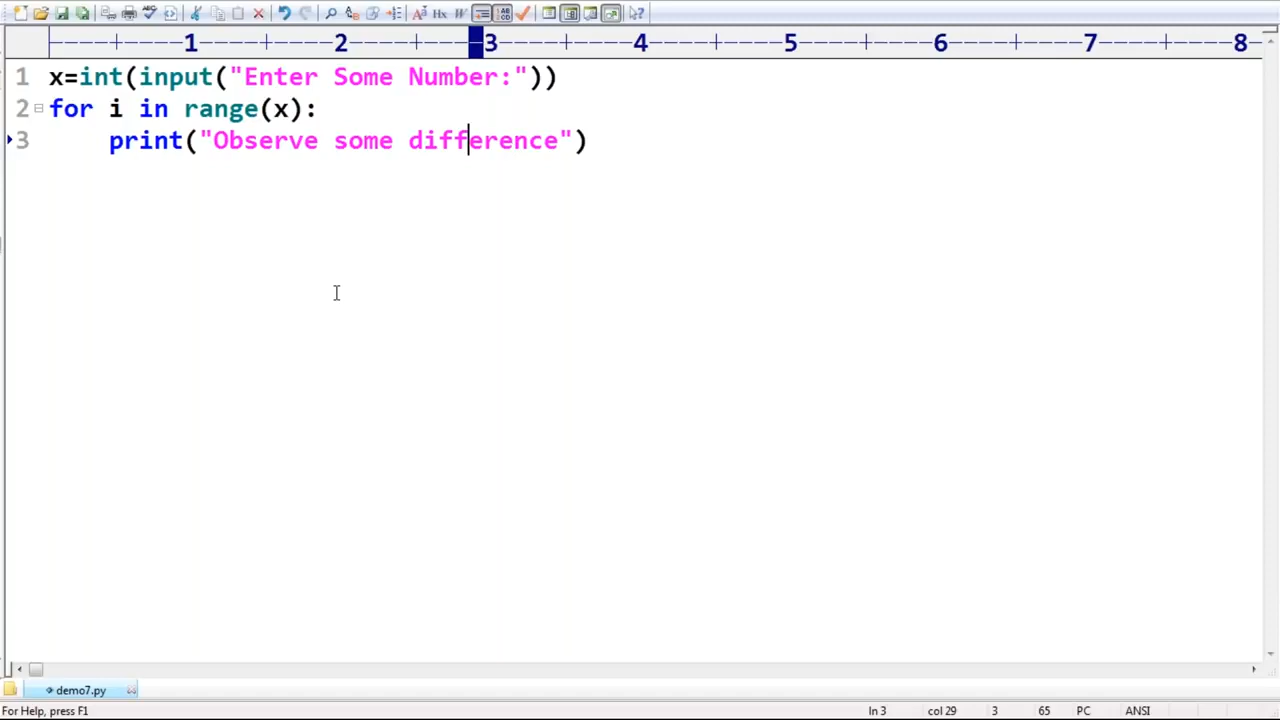 1 2 3 4 5 6 7 8
1 x=int(input("Enter Some Number:"))
2 for i in range(x):
3 print("Observe some difference")
demo7.py
For Help, press F1 ln 3 col 29 3 65 PC ANSI